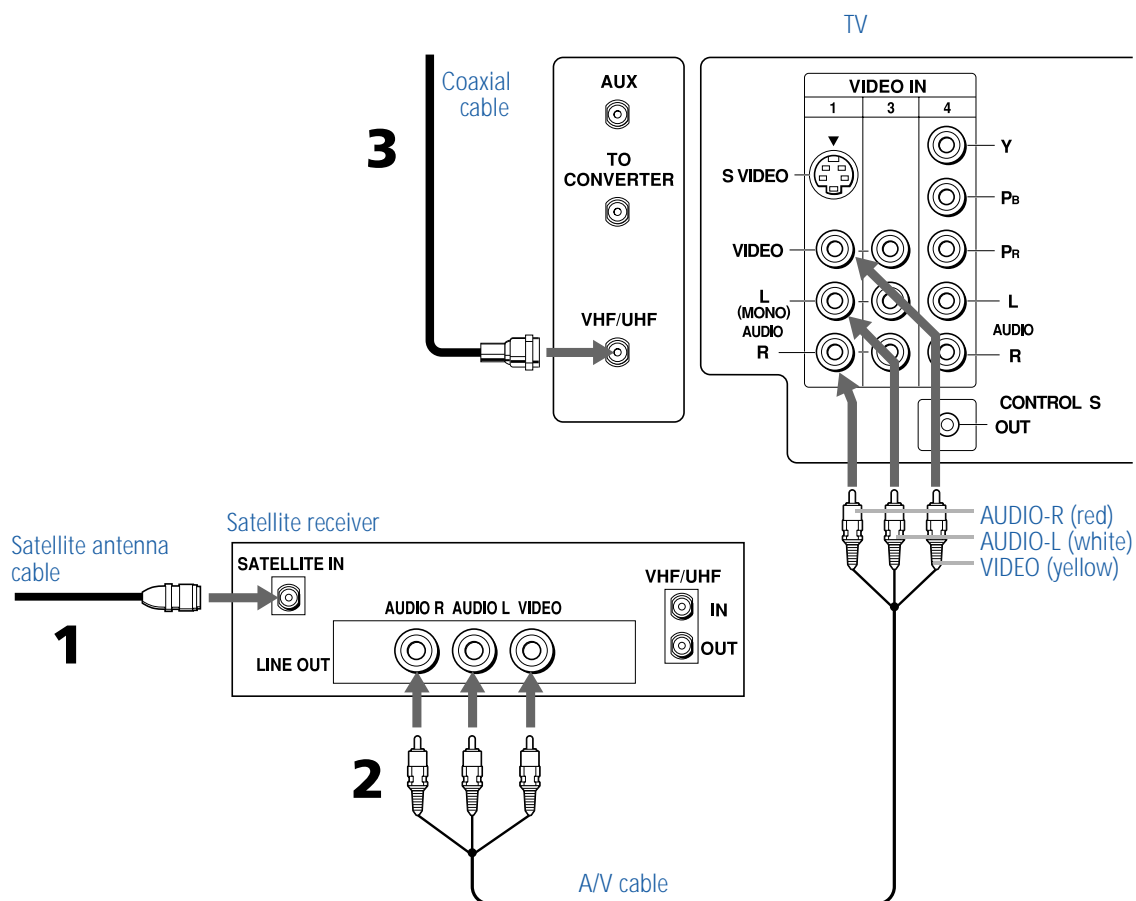 TV
Coaxial
cable
3
AUX
TO
CONVERTER
VHF/UHF
VIDEO IN
1 3 4
S VIDEO
VIDEO
L
(MONO)
AUDIO
R
Y
PB
PR
L
AUDIO
R
CONTROL S
OUT
AUDIO-R (red)
AUDIO-L (white)
VIDEO (yellow)
Satellite antenna
cable
1
Satellite receiver
SATELLITE IN
AUDIO R AUDIO L VIDEO
LINE OUT
VHF/UHF
IN
OUT
2
A/V cable